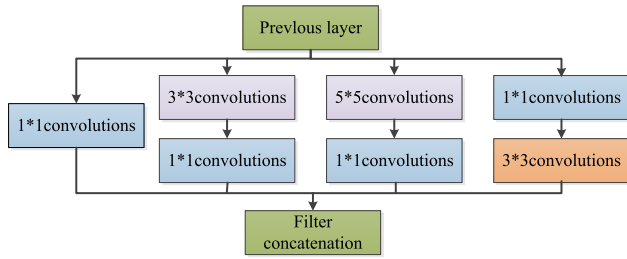 Prevlous layer
3*3convolutions
5*5convolutions
1*1convolutions
1*1convolutions
1*1convolutions
1*1convolutions
3*3convolutions
Filter
concatenation